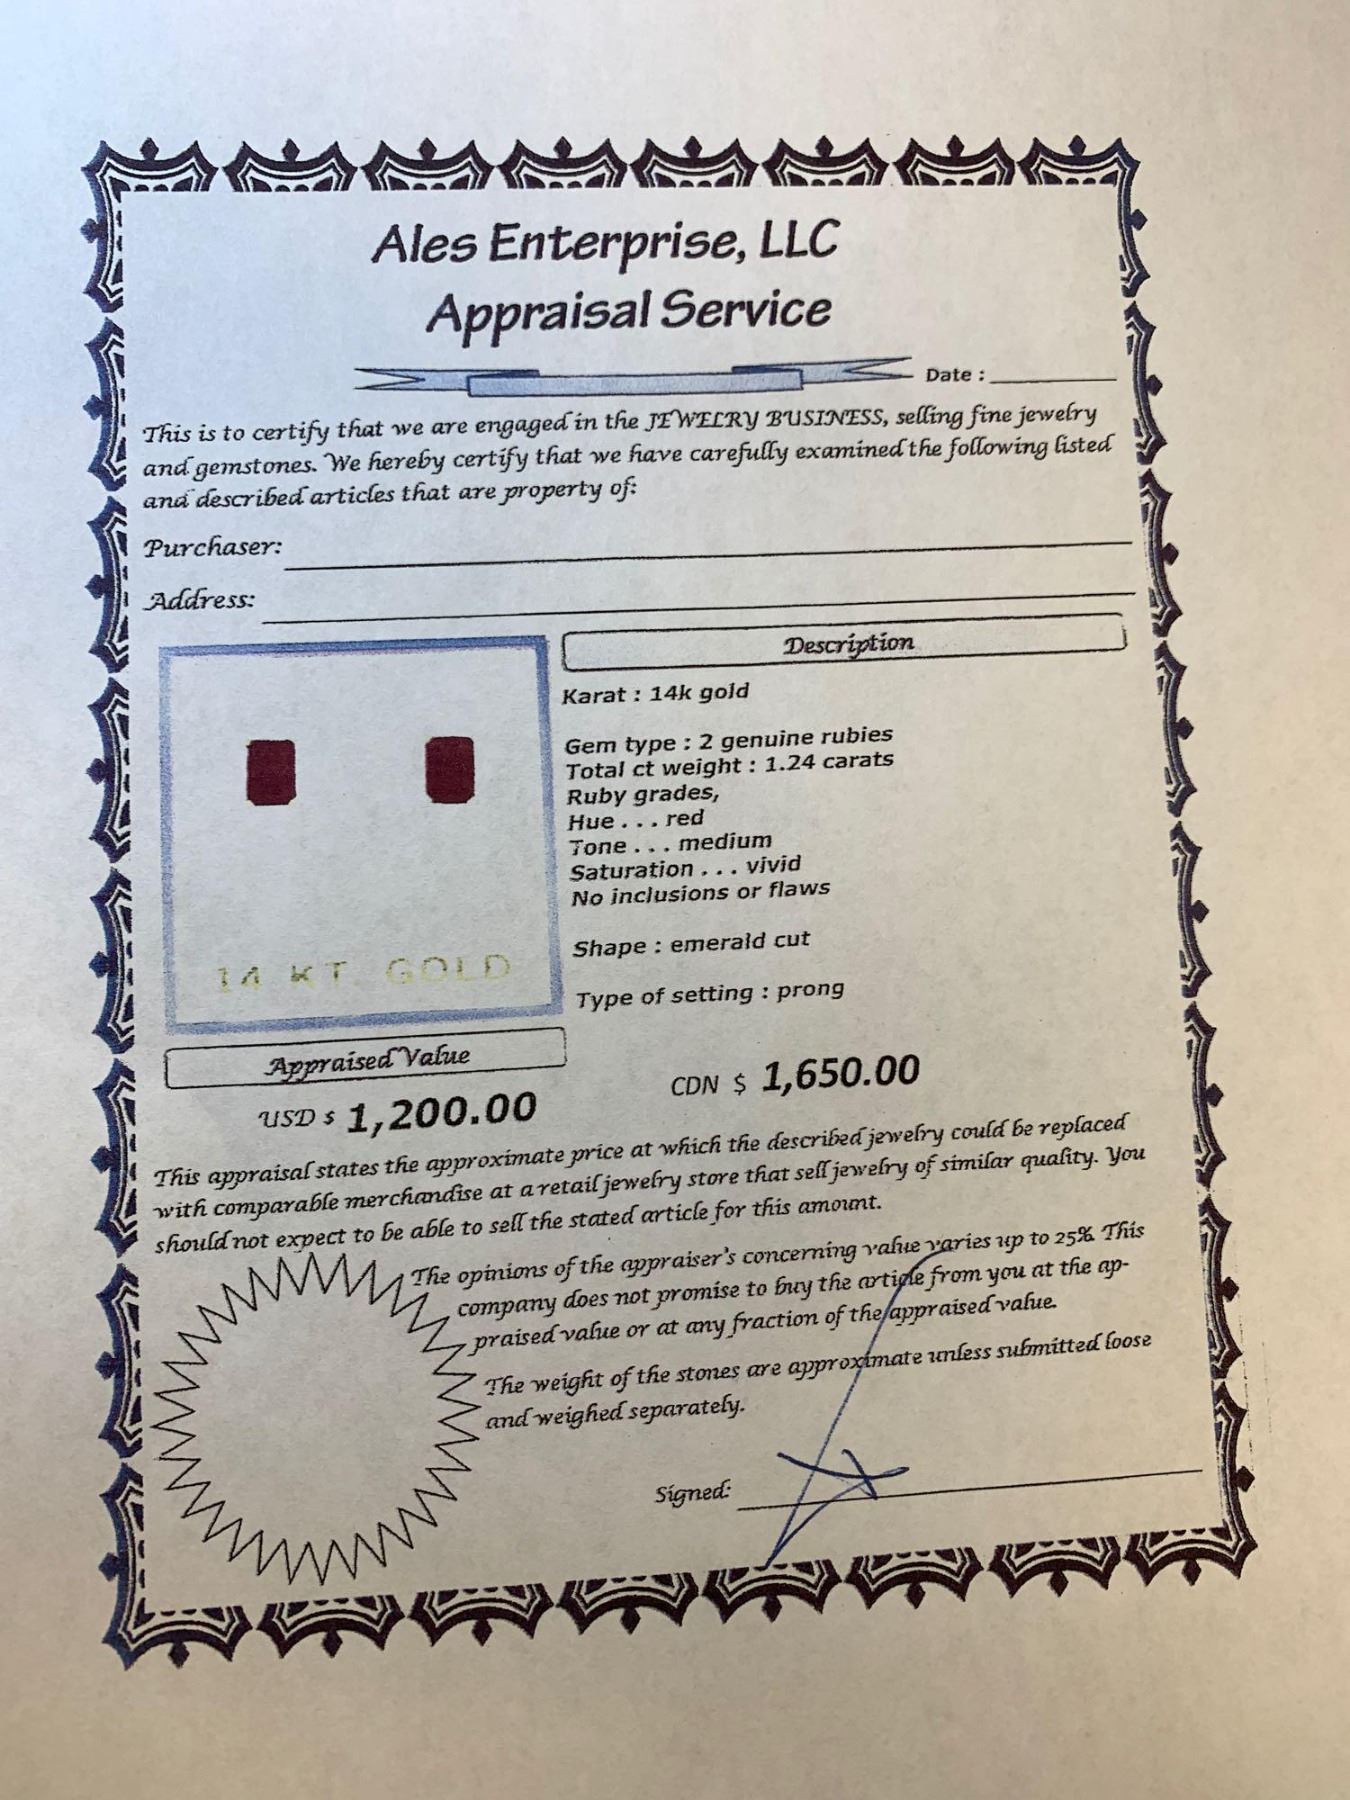 Ales Enterprise, LLC
Appraisal Service
Date :
This is to certify that we are engaged in the JEWELRY BUSINESS, selling fine jewelry
and gemstones. We hereby certify that we have carefully examined the following listed
and described articles that are property of:
Purchaser:
Address:
Description
Karat : 14k gold
Gem type : 2 genuine rubies
Total ct weight : 1.24 carats
Ruby grades,
Hue . . . red
Tone . . . medium
Saturation . . . vivid
No inclusions or flaws
Shape : emerald cut
Type of setting : prong
14 KT. GOLD
Appraised Value
USD $ 1,200.00
CDN $ 1,650.00
This appraisal states the approximate price at which the described jewelry could be replaced
with comparable merchandise at a retail jewelry store that sell jewelry of similar quality. You
should not expect to be able to sell the stated article for this amount.
The opinions of the appraiser's concerning value varies up to 25%. This
company does not promise to buy the article from you at the ap-
praised value or at any fraction of the appraised value.
The weight of the stones are approximate unless submitted loose
and weighed separately.
Signed: